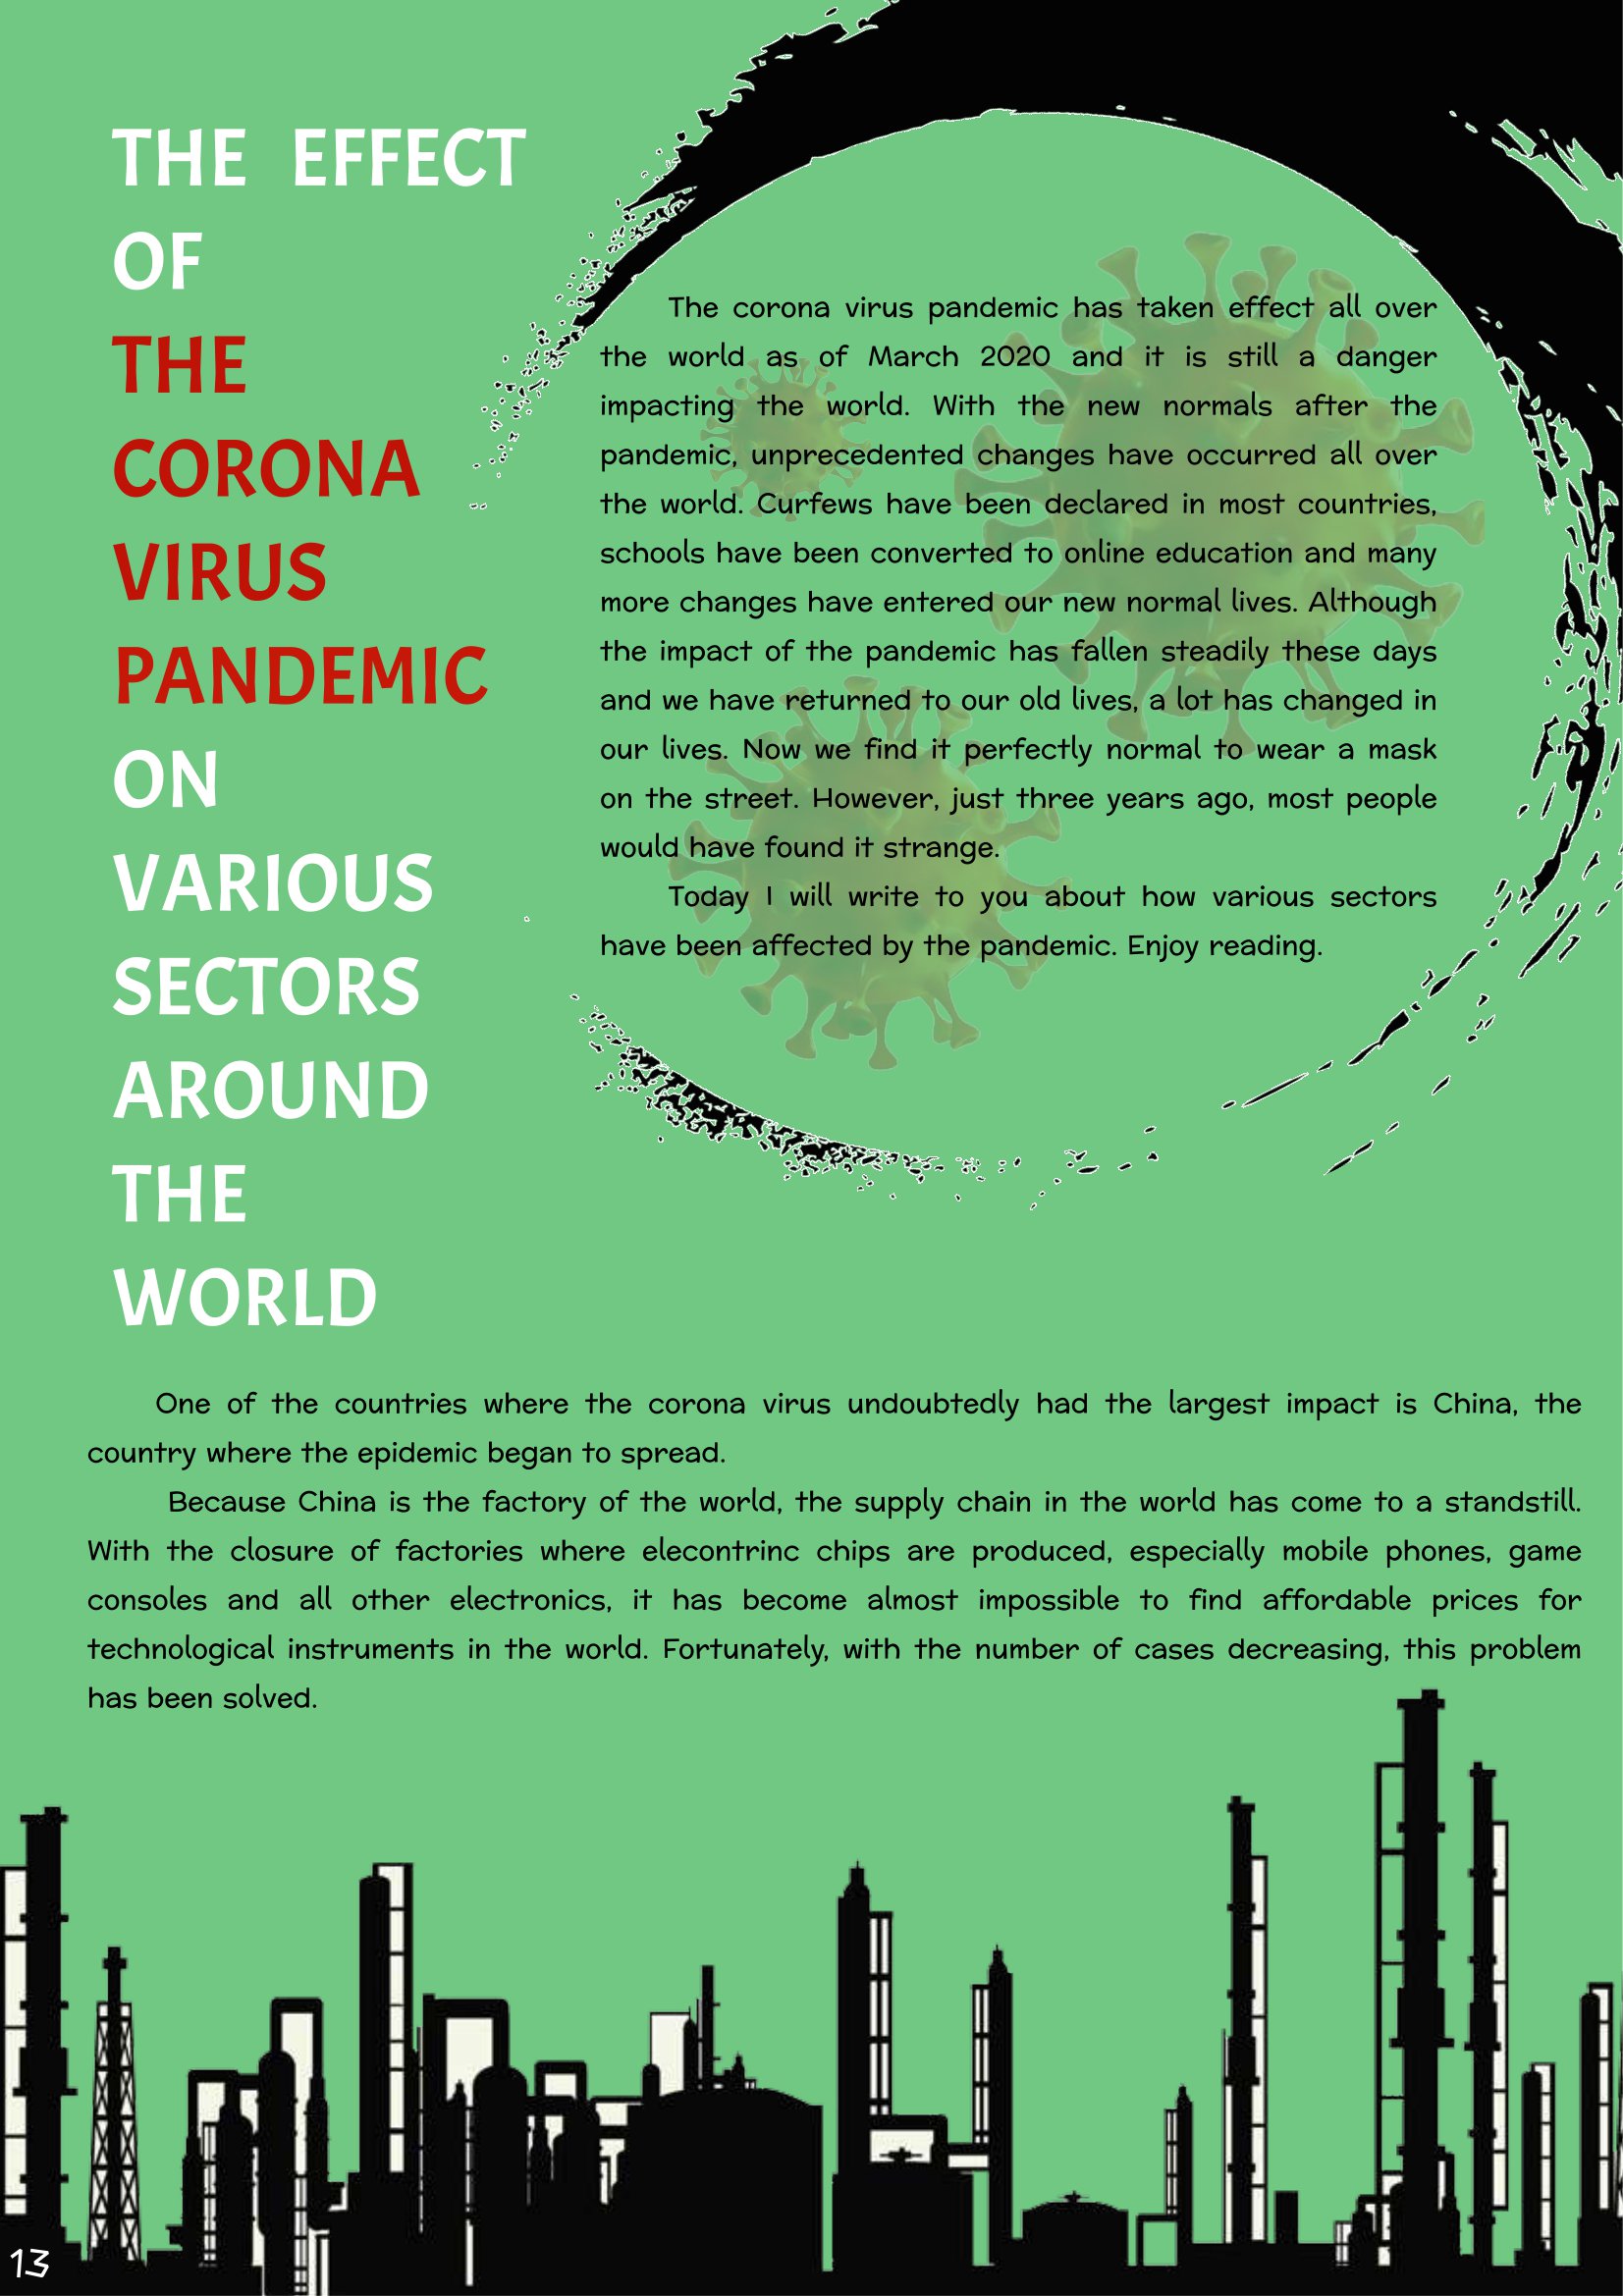 THE EFFECT
OF
THE
CORONA
VIRUS
PANDEMIC
ON
VARIOUS
SECTORS
AROUND
THE
WORLD
The corona virus pandemic has taken effect all over
the world as of March 2020 and it is still a danger
impacting the world. With the new normals after the
pandemic, unprecedented changes have occurred all over
the world. Curfews have been declared in most countries,
schools have been converted to online education and many
more changes have entered our new normal lives. Although
the impact of the pandemic has fallen steadily these days
and we have returned to our old lives, a lot has changed in
our lives. Now we find it perfectly normal to wear a mask
on the street. However, just three years ago, most people
would have found it strange.
Today I will write to you about how various sectors
have been affected by the pandemic. Enjoy reading.
One of the countries where the corona virus undoubtedly had the largest impact is China, the
country where the epidemic began to spread.
Because China is the factory of the world, the supply chain in the world has come to a standstill.
With the closure of factories where elecontrinc chips are produced, especially mobile phones, game
consoles and all other electronics, it has become almost impossible to find affordable prices for
technological instruments in the world. Fortunately, with the number of cases decreasing, this problem
has been solved.
13